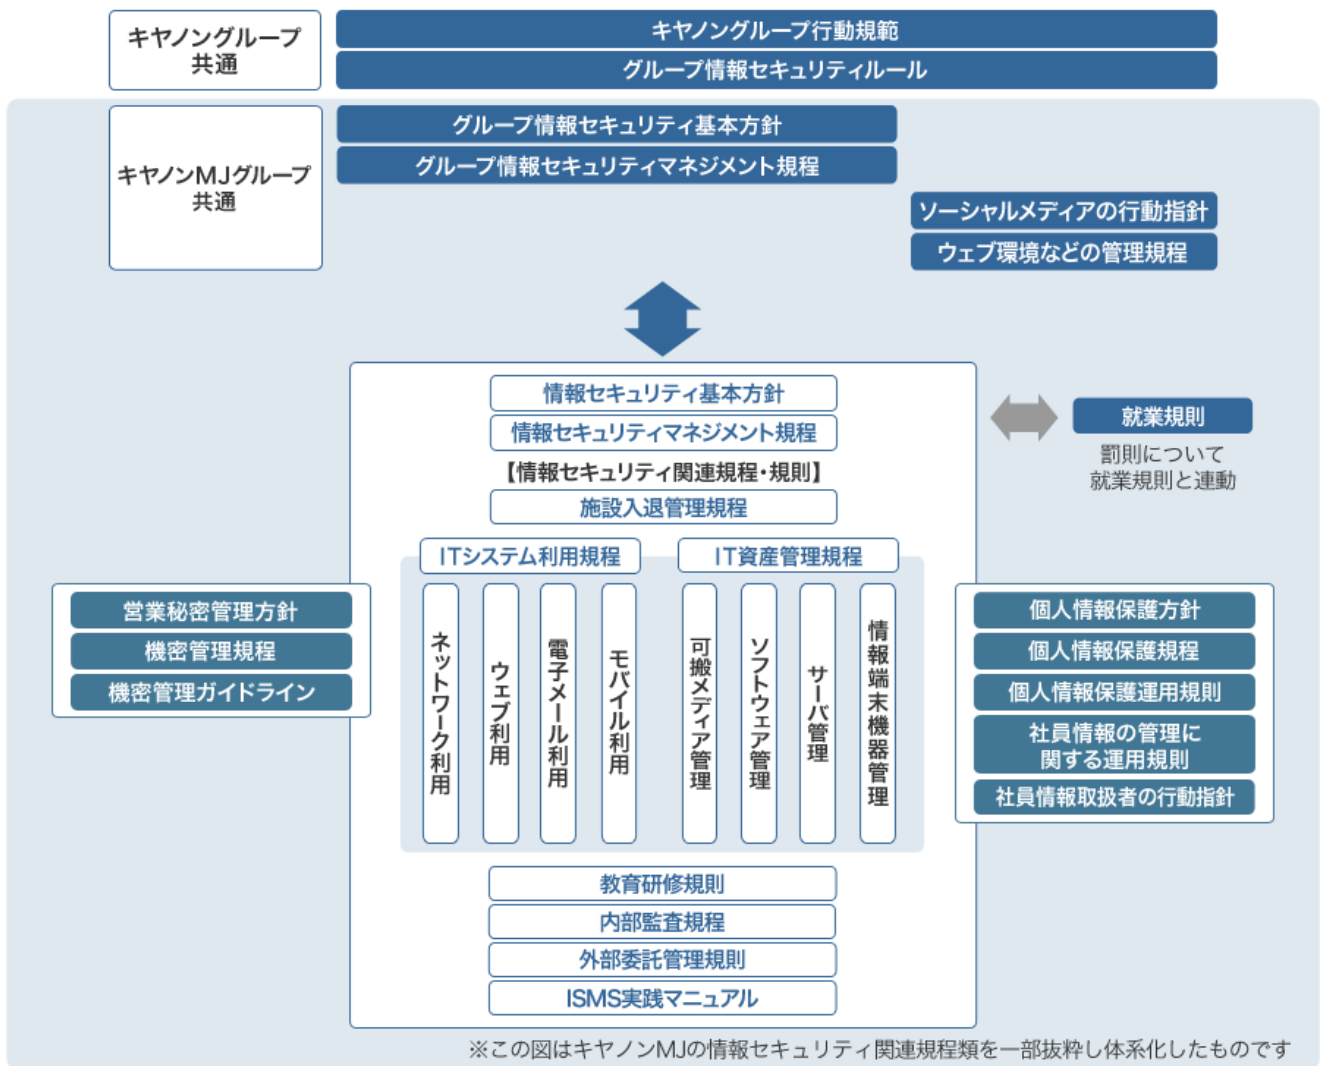 キヤノングループ
共通
キヤノングループ行動規範
グループ情報セキュリティルール
キヤノンMJグループ
共通
グループ情報セキュリティ基本方針
グループ情報セキュリティマネジメント規程
ソーシャルメディアの行動指針
ウェブ環境などの管理規程
情報セキュリティ基本方針
情報セキュリティマネジメント規程
【情報セキュリティ関連規程・規則】
施設入退管理規程
就業規則
罰則について
就業規則と連動
ITシステム利用規程
IT資産管理規程
ネットワーク利用
ウェブ利用
電子メール利用
モバイル利用
可搬メディア管理
ソフトウェア管理
サーバ管理
情報端末機器管理
営業秘密管理方針
機密管理規程
機密管理ガイドライン
個人情報保護方針
個人情報保護規程
個人情報保護運用規則
社員情報の管理に
関する運用規則
社員情報取扱者の行動指針
教育研修規則
内部監査規程
外部委託管理規則
ISMS実践マニュアル
※この図はキヤノンMJの情報セキュリティ関連規程類を一部抜粋し体系化したものです